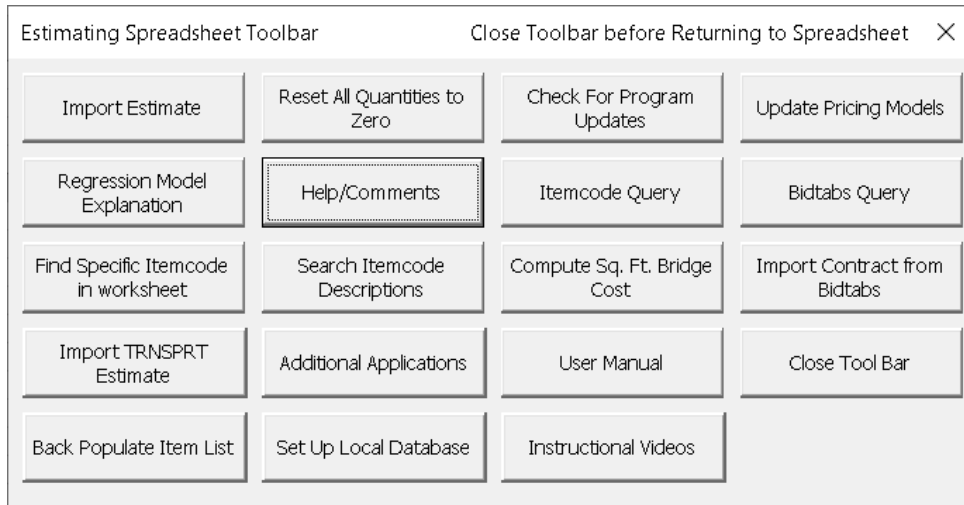 Estimating Spreadsheet Toolbar Close Toolbar before Returning to Spreadsheet
Import Estimate
Reset All Quantities to
Zero
Check For Program
Updates
Update Pricing Models
Regression Model
Explanation
Help/Comments
Itemcode Query
Bidtabs Query
Find Specific Itemcode
in worksheet
Search Itemcode
Descriptions
Compute Sq. Ft. Bridge
Cost
Import Contract from
Bidtabs
Import TRNSPRT
Estimate
Additional Applications
User Manual
Close Tool Bar
Back Populate Item List
Set Up Local Database
Instructional Videos